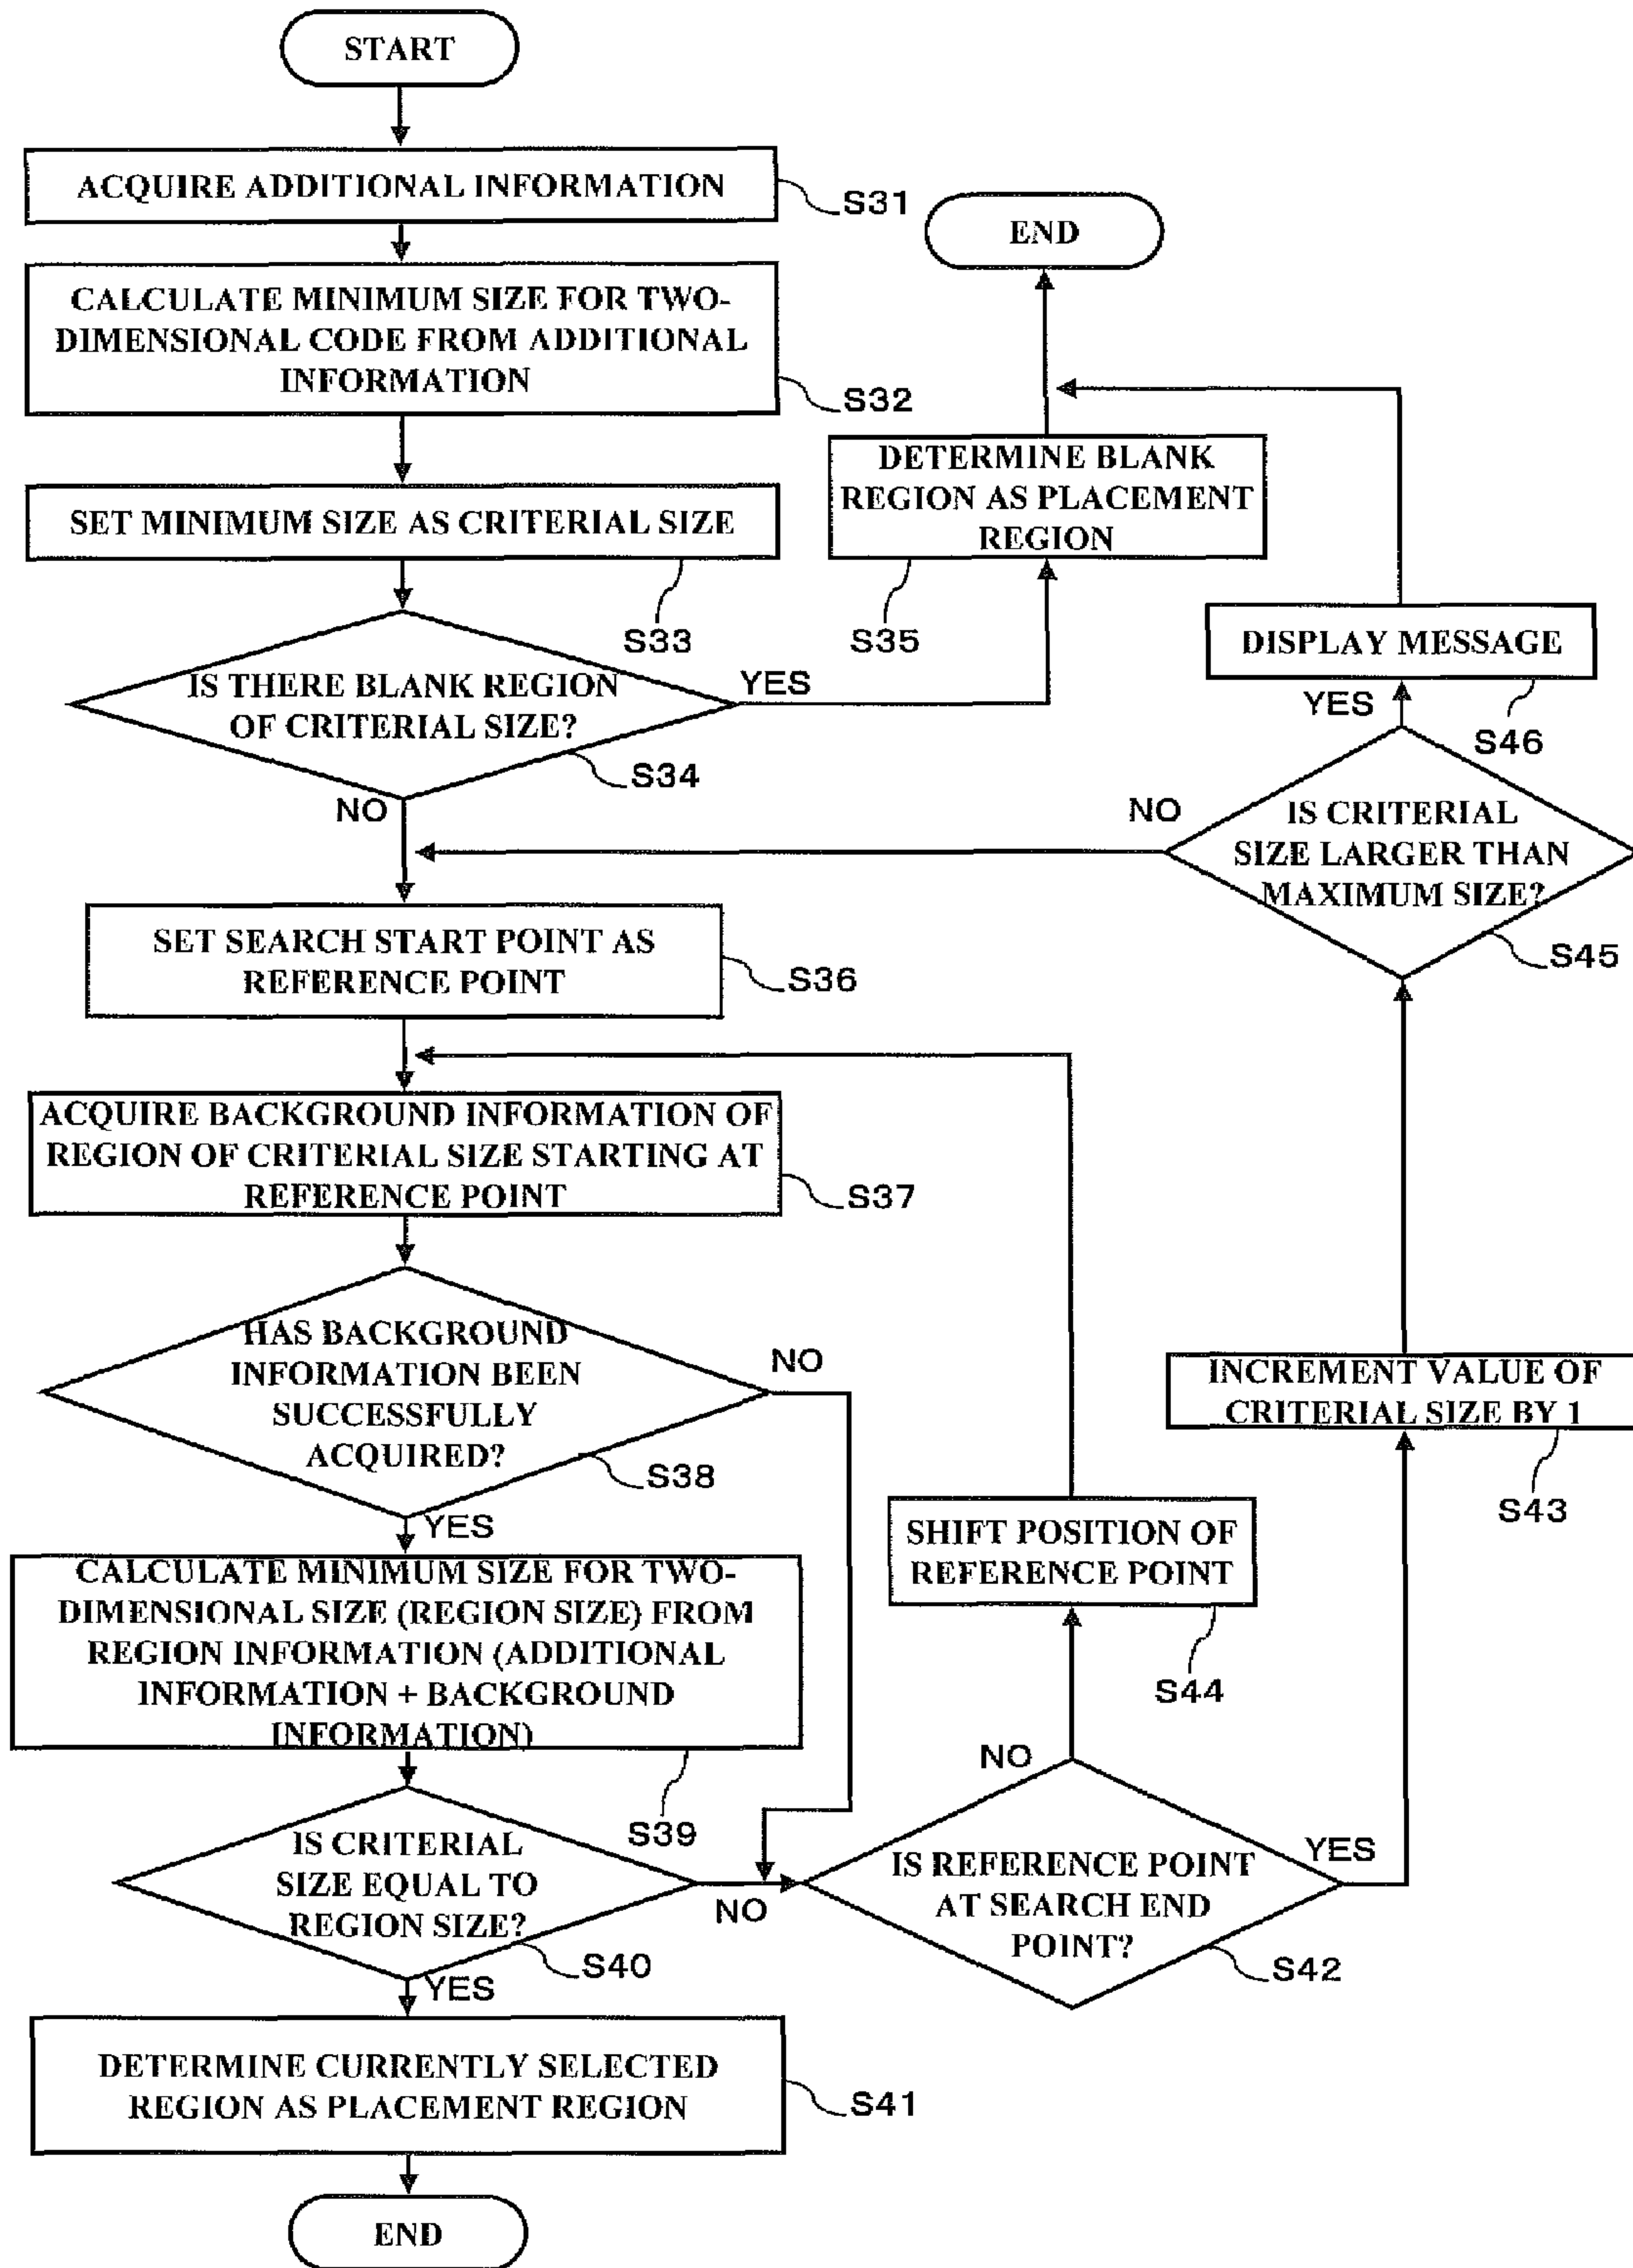 START
ACQUIRE ADDITIONAL INFORMATION
S31
CALCULATE MINIMUM SIZE FOR TWO-
DIMENSIONAL CODE FROM ADDITIONAL
INFORMATION
S32
SET MINIMUM SIZE AS CRITERIAL SIZE
S33
IS THERE BLANK REGION
OF CRITERIAL SIZE?
S34
YES
NO
END
DETERMINE BLANK
REGION AS PLACEMENT
REGION
S35
DISPLAY MESSAGE
S46
YES
NO
IS CRITERIAL
SIZE LARGER THAN
MAXIMUM SIZE?
S45
SET SEARCH START POINT AS
REFERENCE POINT
S36
ACQUIRE BACKGROUND INFORMATION OF
REGION OF CRITERIAL SIZE STARTING AT
REFERENCE POINT
S37
HAS BACKGROUND
INFORMATION BEEN
SUCCESSFULLY
ACQUIRED?
S38
NO
YES
INCREMENT VALUE OF
CRITERIAL SIZE BY 1
S43
SHIFT POSITION OF
REFERENCE POINT
S44
CALCULATE MINIMUM SIZE FOR TWO-
DIMENSIONAL SIZE (REGION SIZE) FROM
REGION INFORMATION (ADDITIONAL
INFORMATION + BACKGROUND
INFORMATION)
S39
IS CRITERIAL
SIZE EQUAL TO
REGION SIZE?
S40
NO
YES
NO
IS REFERENCE POINT
AT SEARCH END
POINT?
S42
YES
DETERMINE CURRENTLY SELECTED
REGION AS PLACEMENT REGION
S41
END